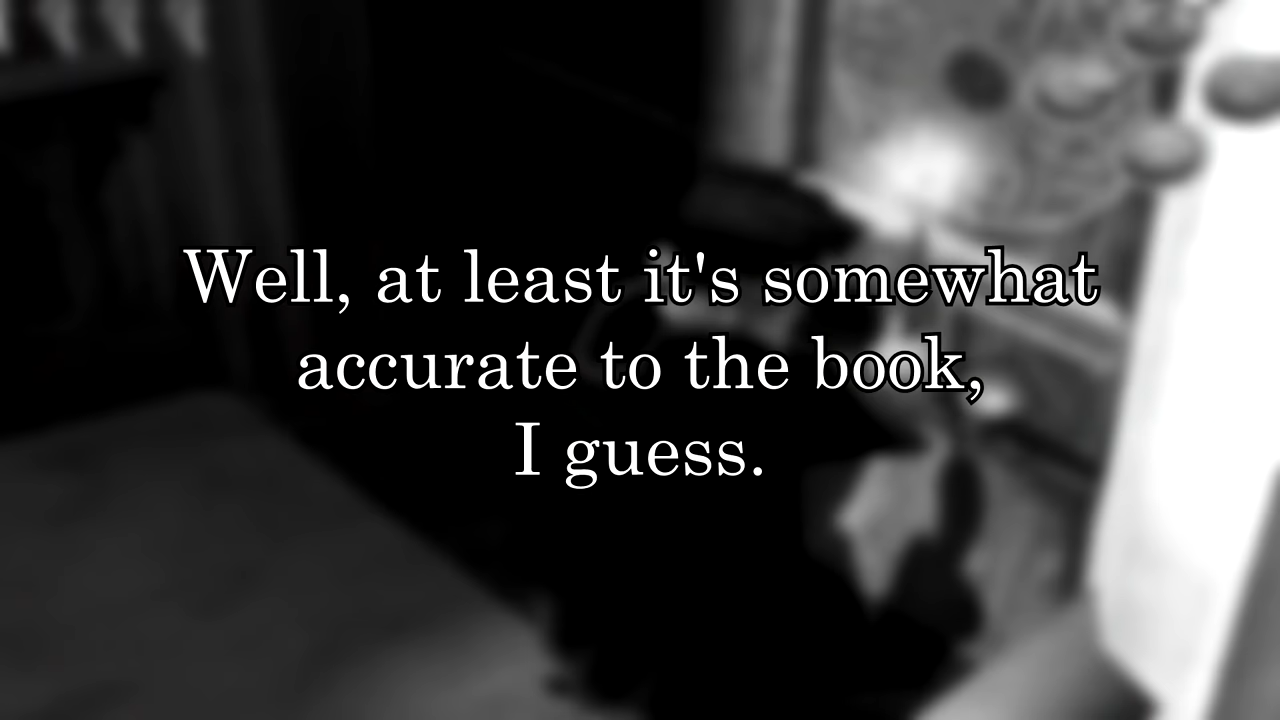 Well, at least it's somewhat
accurate to the book,
I guess.